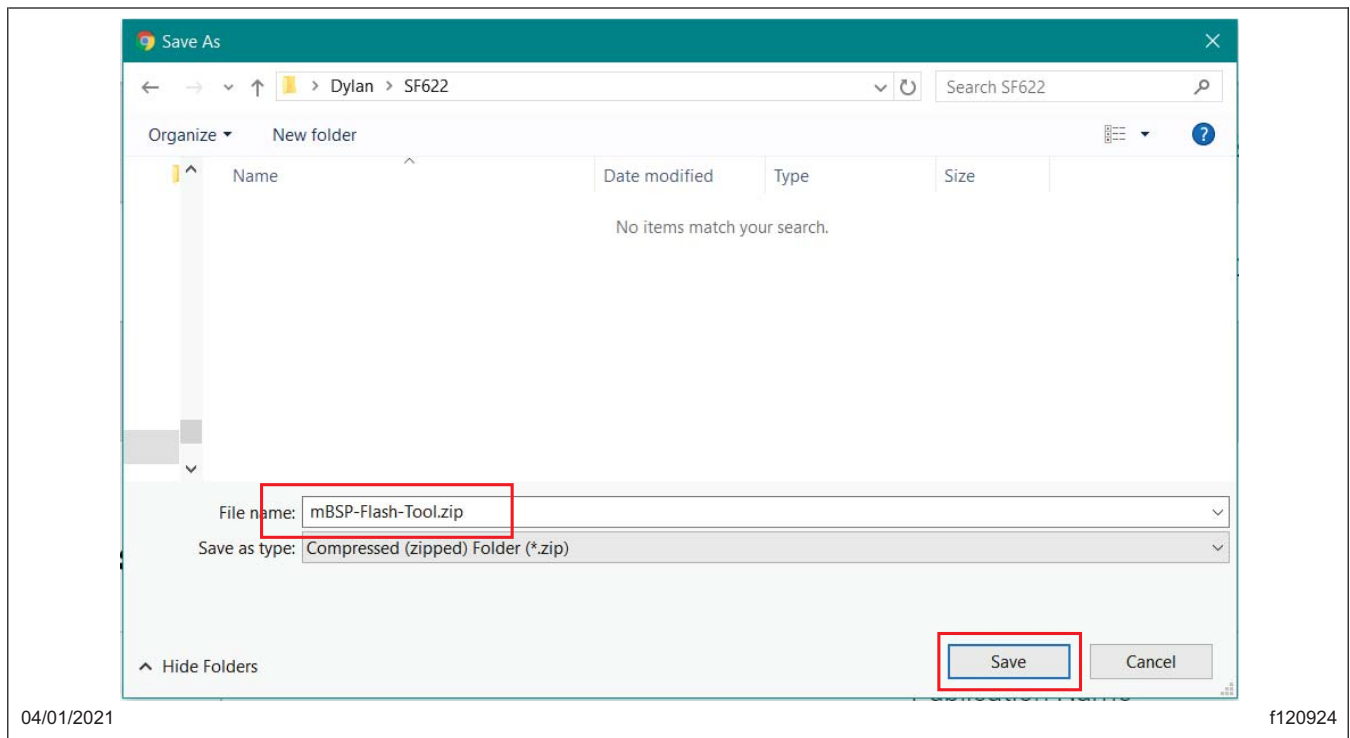 Save As
> Dylan > SF622
Search SF622
Organize
New folder
?
Name
Date modified
Type
Size
No items match your search.
File name: mBSP-Flash-Tool.zip
Save as type: Compressed (zipped) Folder (*.zip)
Hide Folders
Save
Cancel
04/01/2021
f120924